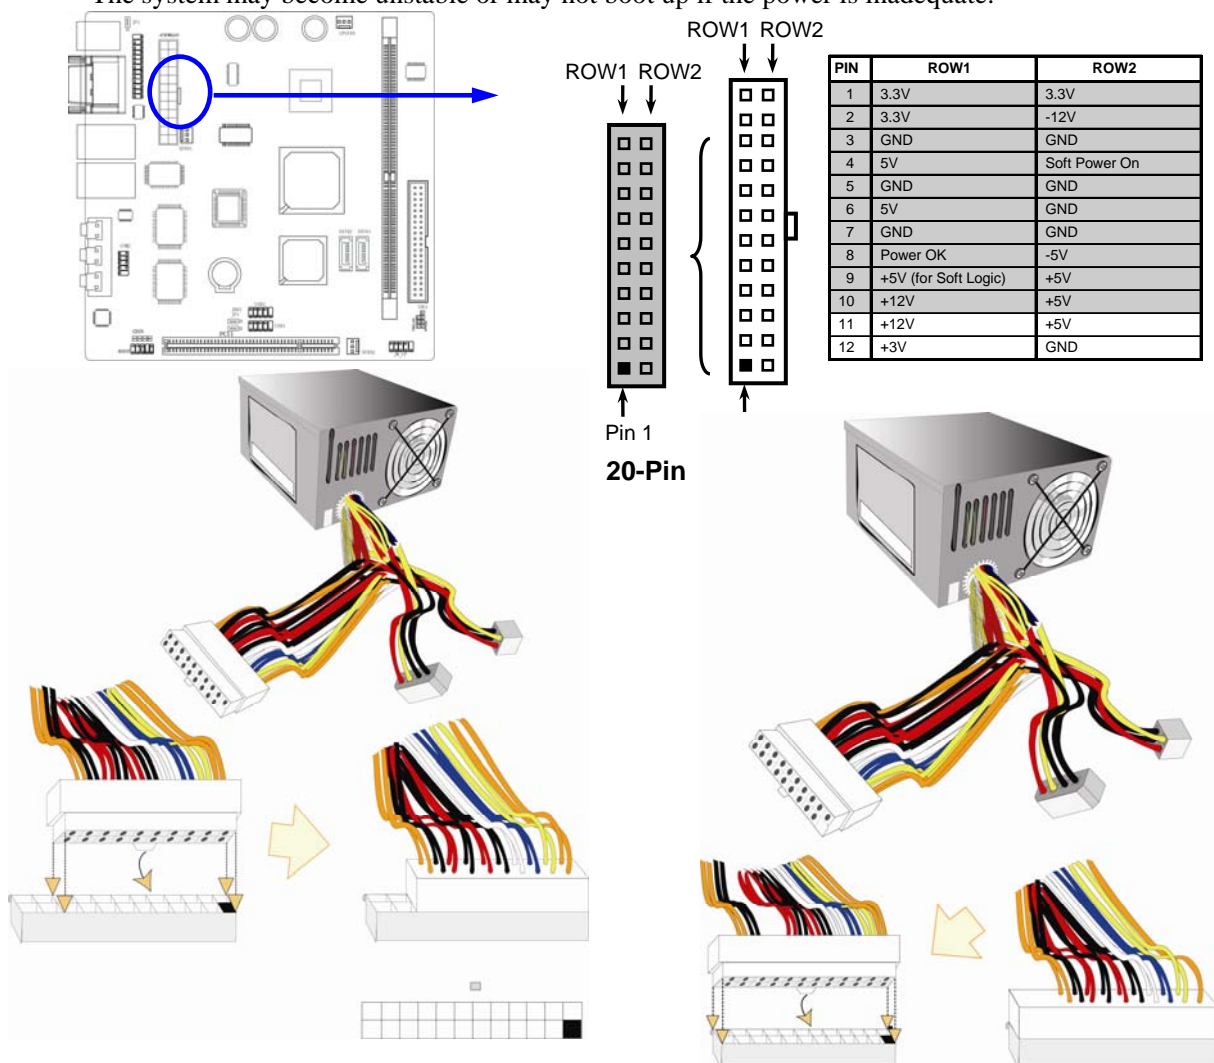 The system may become unstable or may not boot up if the power is inadequate.
ROW1 ROW2
ROW1 ROW2
PIN ROW1 ROW2
1 3.3V 3.3V
2 3.3V -12V
3 GND GND
4 5V Soft Power On
5 GND GND
6 5V GND
7 GND GND
8 Power OK -5V
9 +5V (for Soft Logic) +5V
10 +12V +5V
11 +12V +5V
12 +3V GND
Pin 1
20-Pin